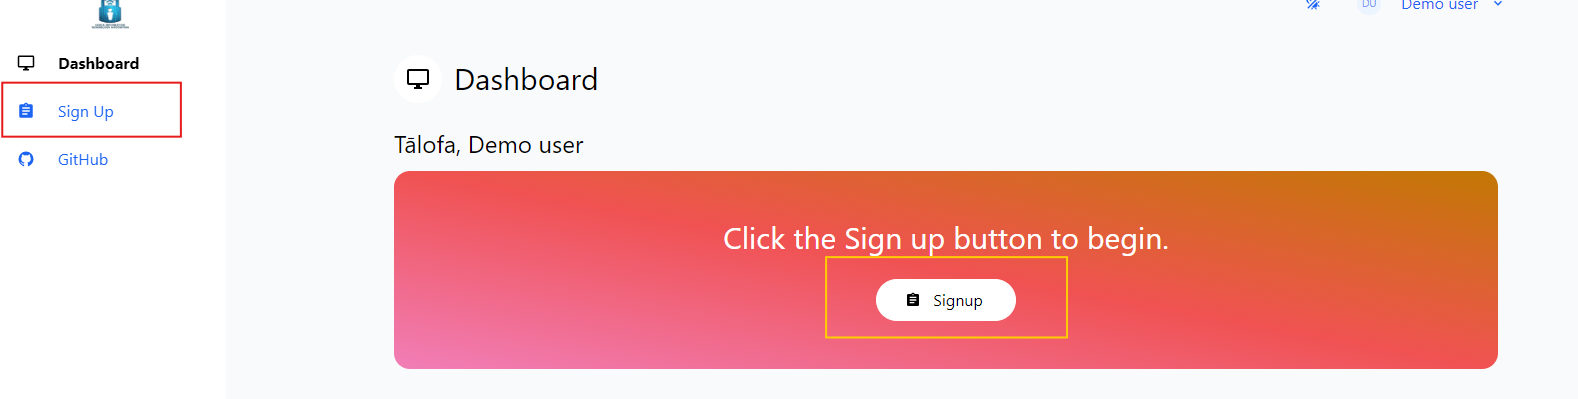 DU
Demo user
Dashboard
Sign Up
GitHub
Dashboard
Tālofa, Demo user
Click the Sign up button to begin.
Signup